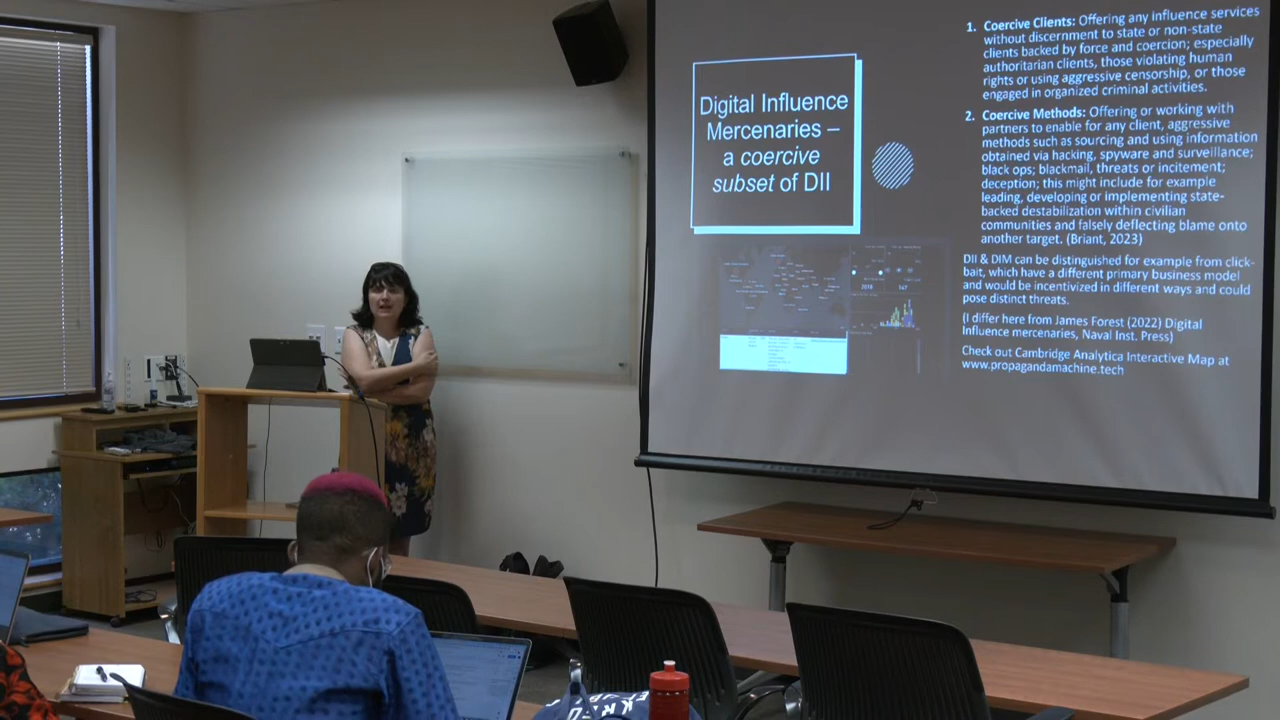 Digital Influence
Mercenaries –
a coercive
subset of DII
1. Coercive Clients: Offering any influence services
without discernment to state or non-state
clients backed by force and coercion; especially
authoritarian clients, those violating human
rights or using aggressive censorship, or those
engaged in organized criminal activities.
2. Coercive Methods: Offering or working with
partners to enable for any client, aggressive
methods such as sourcing and using information
obtained via hacking, spyware and surveillance;
black ops; blackmail, threats or incitement;
deception; this might include for example
leading, developing or implementing state-
backed destabilization within civilian
communities and falsely deflecting blame onto
another target. (Briant, 2023)
DII & DIM can be distinguished for example from click-
bait, which have a different primary business model
and would be incentivized in different ways and could
pose distinct threats.
(I differ here from James Forest (2022) Digital
Influence mercenaries, Naval Inst. Press)
Check out Cambridge Analytica Interactive Map at
www.propagandamachine.tech